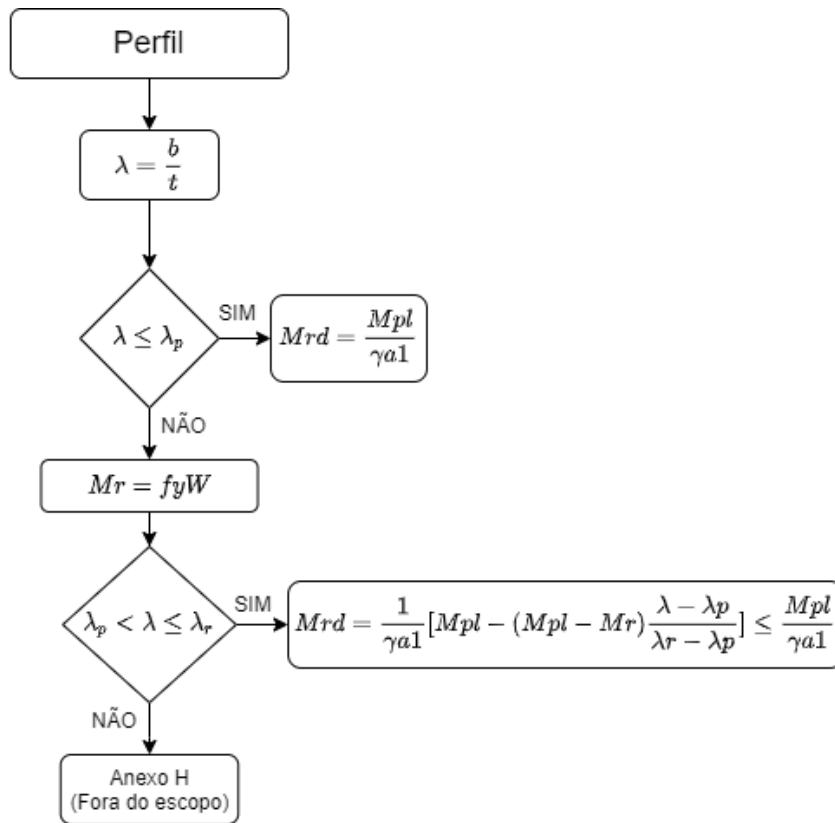 Perfil
λ = b/t
λ ≤ λ_p
SIM
Mrd = Mpl/γa1
NÃO
Mr = fyW
λ_p < λ ≤ λ_r
SIM
Mrd = 1/γa1 [Mpl − (Mpl − Mr) (λ − λp)/(λr − λp)] ≤ Mpl/γa1
NÃO
Anexo H
(Fora do escopo)